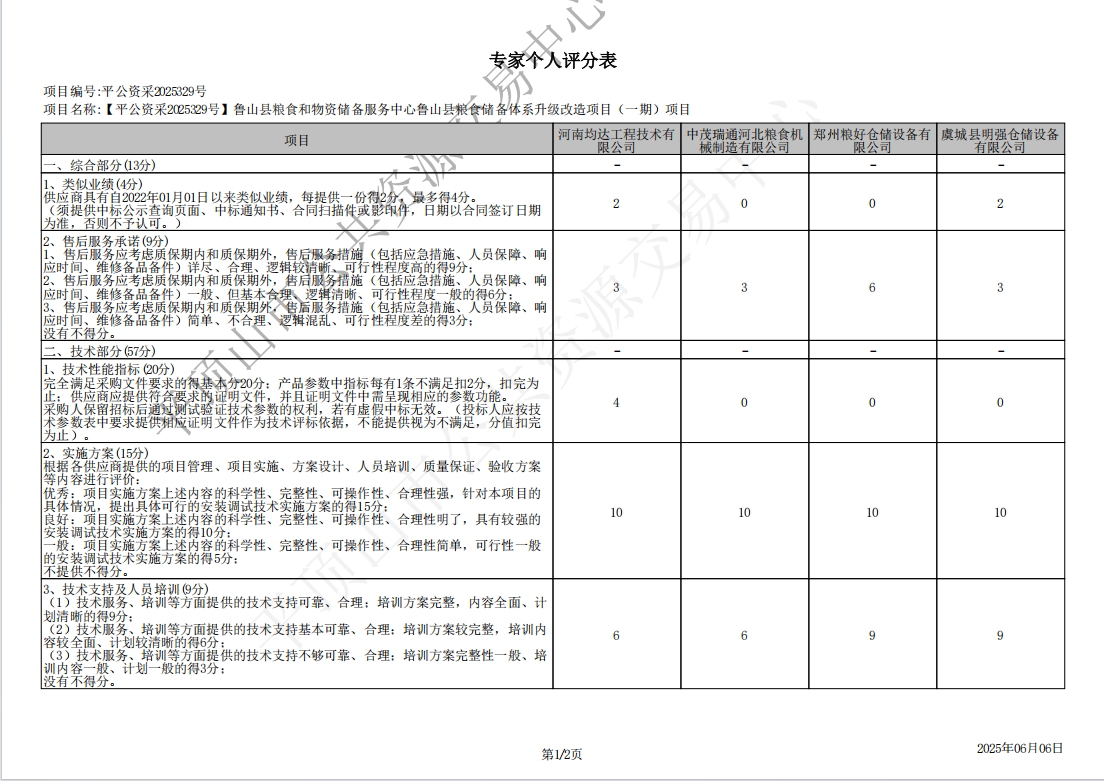 专家个人评分表
项目编号:平公资采2025329号
项目名称:【平公资采2025329号】鲁山县粮食和物资储备服务中心鲁山县粮食储备体系升级改造项目（一期）项目
项目
河南均达工程技术有
限公司
中茂瑞通河北粮食机
械制造有限公司
郑州粮好仓储设备有
限公司
虞城县明强仓储设备
有限公司
一、综合部分(13分)
-
-
-
-
1、类似业绩(4分)
供应商具有自2022年01月01日以来类似业绩，每提供一份得2分，最多得4分。
（须提供中标公示查询页面、中标通知书、合同扫描件或影印件，日期以合同签订日期
为准，否则不予认可。）
2
0
0
2
2、售后服务承诺(9分)
1、售后服务应考虑质保期内和质保期外，售后服务措施（包括应急措施、人员保障、响
应时间、维修备品备件）详尽、合理、逻辑较清晰、可行性程度高的得9分；
2、售后服务应考虑质保期内和质保期外，售后服务措施（包括应急措施、人员保障、响
应时间、维修备品备件）一般、但基本合理、逻辑清晰、可行性程度一般的得6分；
3、售后服务应考虑质保期内和质保期外，售后服务措施（包括应急措施、人员保障、响
应时间、维修备品备件）简单、不合理、逻辑混乱、可行性程度差的得3分；
没有不得分。
3
3
6
3
二、技术部分(57分)
-
-
-
-
1、技术性能指标(20分)
完全满足采购文件要求的得基本分20分；产品参数中指标每有1条不满足扣2分，扣完为
止；供应商应提供符合要求的证明文件，并且证明文件中需呈现相应的参数功能。
采购人保留招标后通过测试验证技术参数的权利，若有虚假中标无效。（投标人应按技
术参数表中要求提供相应证明文件作为技术评标依据，不能提供视为不满足，分值扣完
为止）。
4
0
0
0
2、实施方案(15分)
根据各供应商提供的项目管理、项目实施、方案设计、人员培训、质量保证、验收方案
等内容进行评价：
优秀：项目实施方案上述内容的科学性、完整性、可操作性、合理性强，针对本项目的
具体情况，提出具体可行的安装调试技术实施方案的得15分；
良好：项目实施方案上述内容的科学性、完整性、可操作性、合理性明了，具有较强的
安装调试技术实施方案的得10分；
一般：项目实施方案上述内容的科学性、完整性、可操作性、合理性简单，可行性一般
的安装调试技术实施方案的得5分；
不提供不得分。
10
10
10
10
3、技术支持及人员培训(9分)
（1）技术服务、培训等方面提供的技术支持可靠、合理；培训方案完整，内容全面、计
划清晰的得9分；
（2）技术服务、培训等方面提供的技术支持基本可靠、合理；培训方案较完整，培训内
容较全面、计划较清晰的得6分；
（3）技术服务、培训等方面提供的技术支持不够可靠、合理；培训方案完整性一般、培
训内容一般、计划一般的得3分；
没有不得分。
6
6
9
9
平顶山市公共资源交易中心
平顶山市公共资源交易中心
第1/2页
2025年06月06日